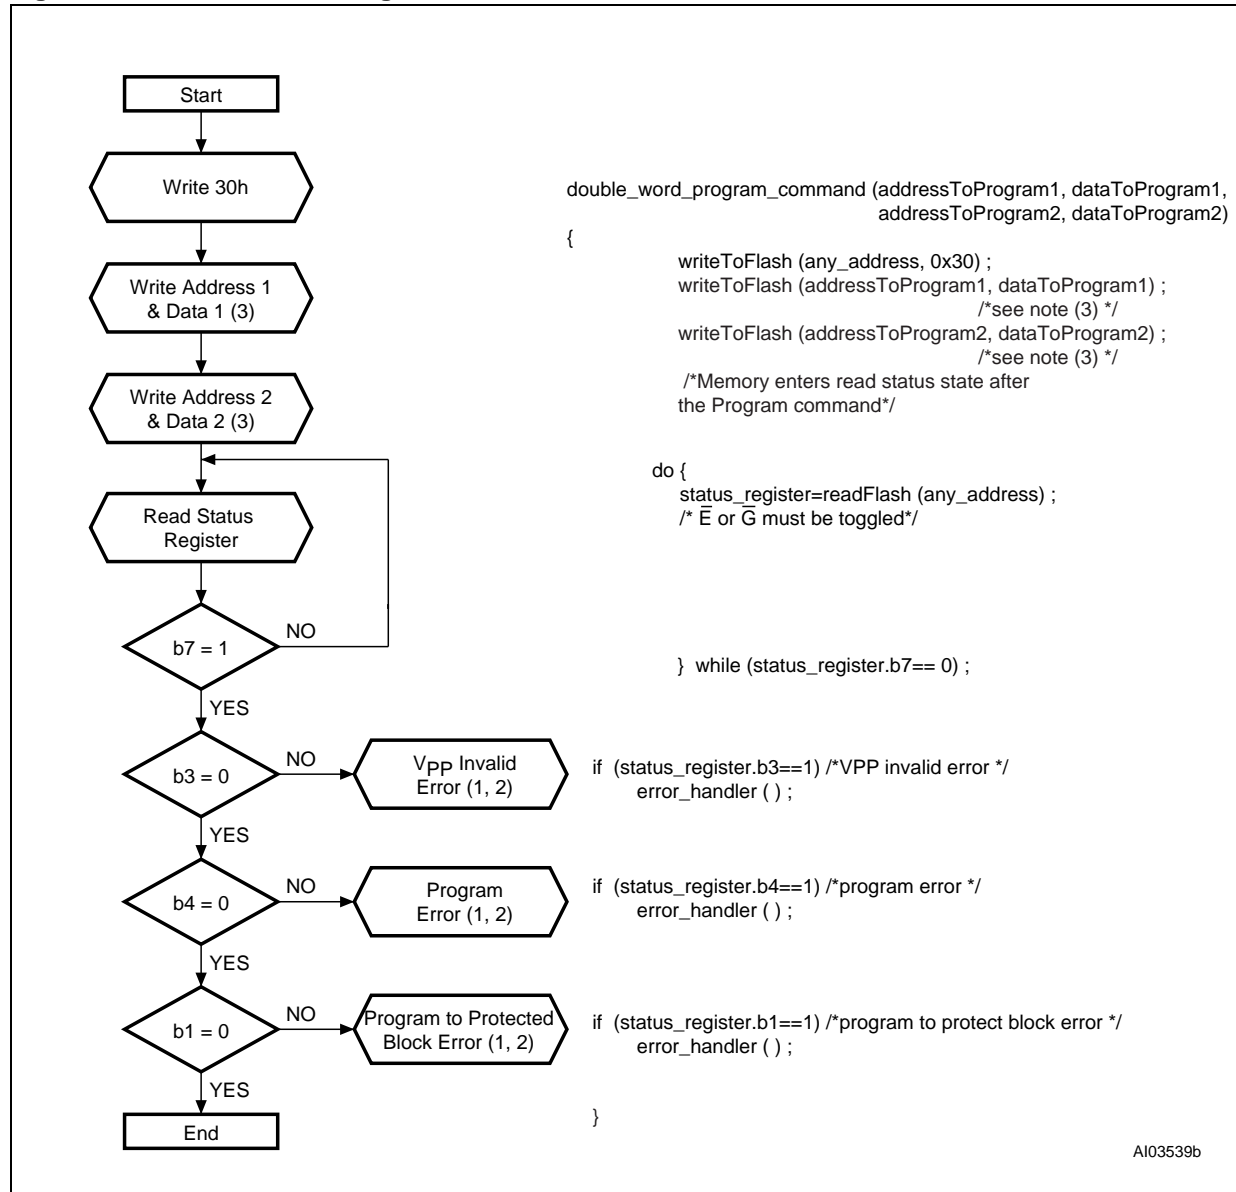 Start
Write 30h
Write Address 1
& Data 1 (3)
Write Address 2
& Data 2 (3)
Read Status
Register
b7 = 1
NO
YES
b3 = 0
NO
VPP Invalid
Error (1, 2)
YES
b4 = 0
NO
Program
Error (1, 2)
YES
b1 = 0
NO
Program to Protected
Block Error (1, 2)
YES
End
double_word_program_command (addressToProgram1, dataToProgram1,
addressToProgram2, dataToProgram2)
{
writeToFlash (any_address, 0x30) ;
writeToFlash (addressToProgram1, dataToProgram1) ;
/*see note (3) */
writeToFlash (addressToProgram2, dataToProgram2) ;
/*see note (3) */
/*Memory enters read status state after
the Program command*/
do {
status_register=readFlash (any_address) ;
/* E̅ or G̅ must be toggled*/
} while (status_register.b7== 0) ;
if (status_register.b3==1) /*VPP invalid error */
error_handler ( ) ;
if (status_register.b4==1) /*program error */
error_handler ( ) ;
if (status_register.b1==1) /*program to protect block error */
error_handler ( ) ;
}
AI03539b